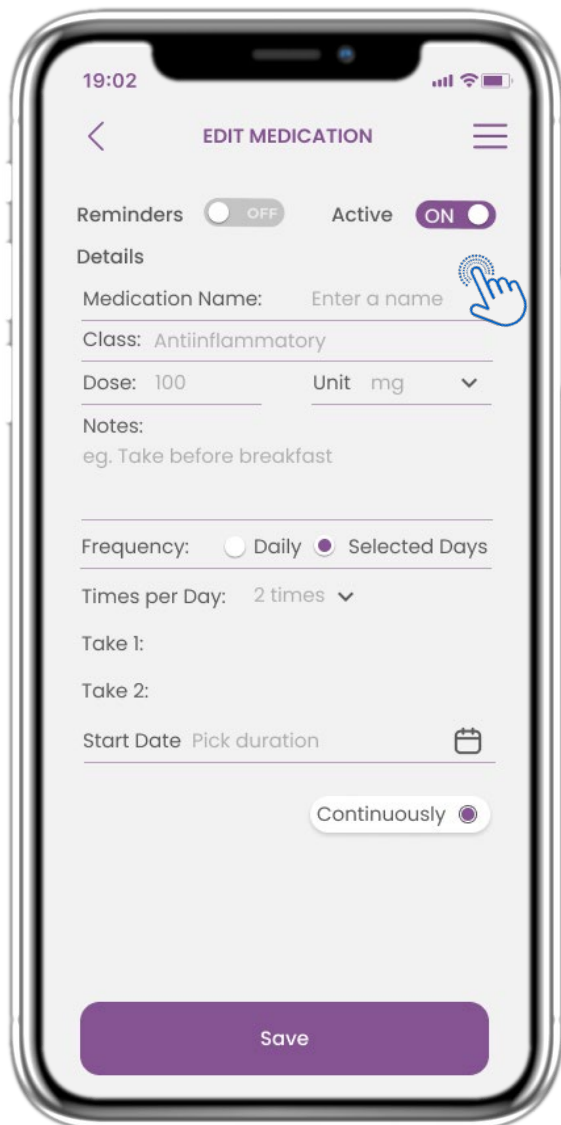 19:02
EDIT MEDICATION
Reminders OFF Active ON
Details
Medication Name: Enter a name
Class: Antiinflammatory
Dose: 100 Unit mg
Notes:
eg. Take before breakfast
Frequency: Daily Selected Days
Times per Day: 2 times
Take 1:
Take 2:
Start Date Pick duration
Continuously
Save